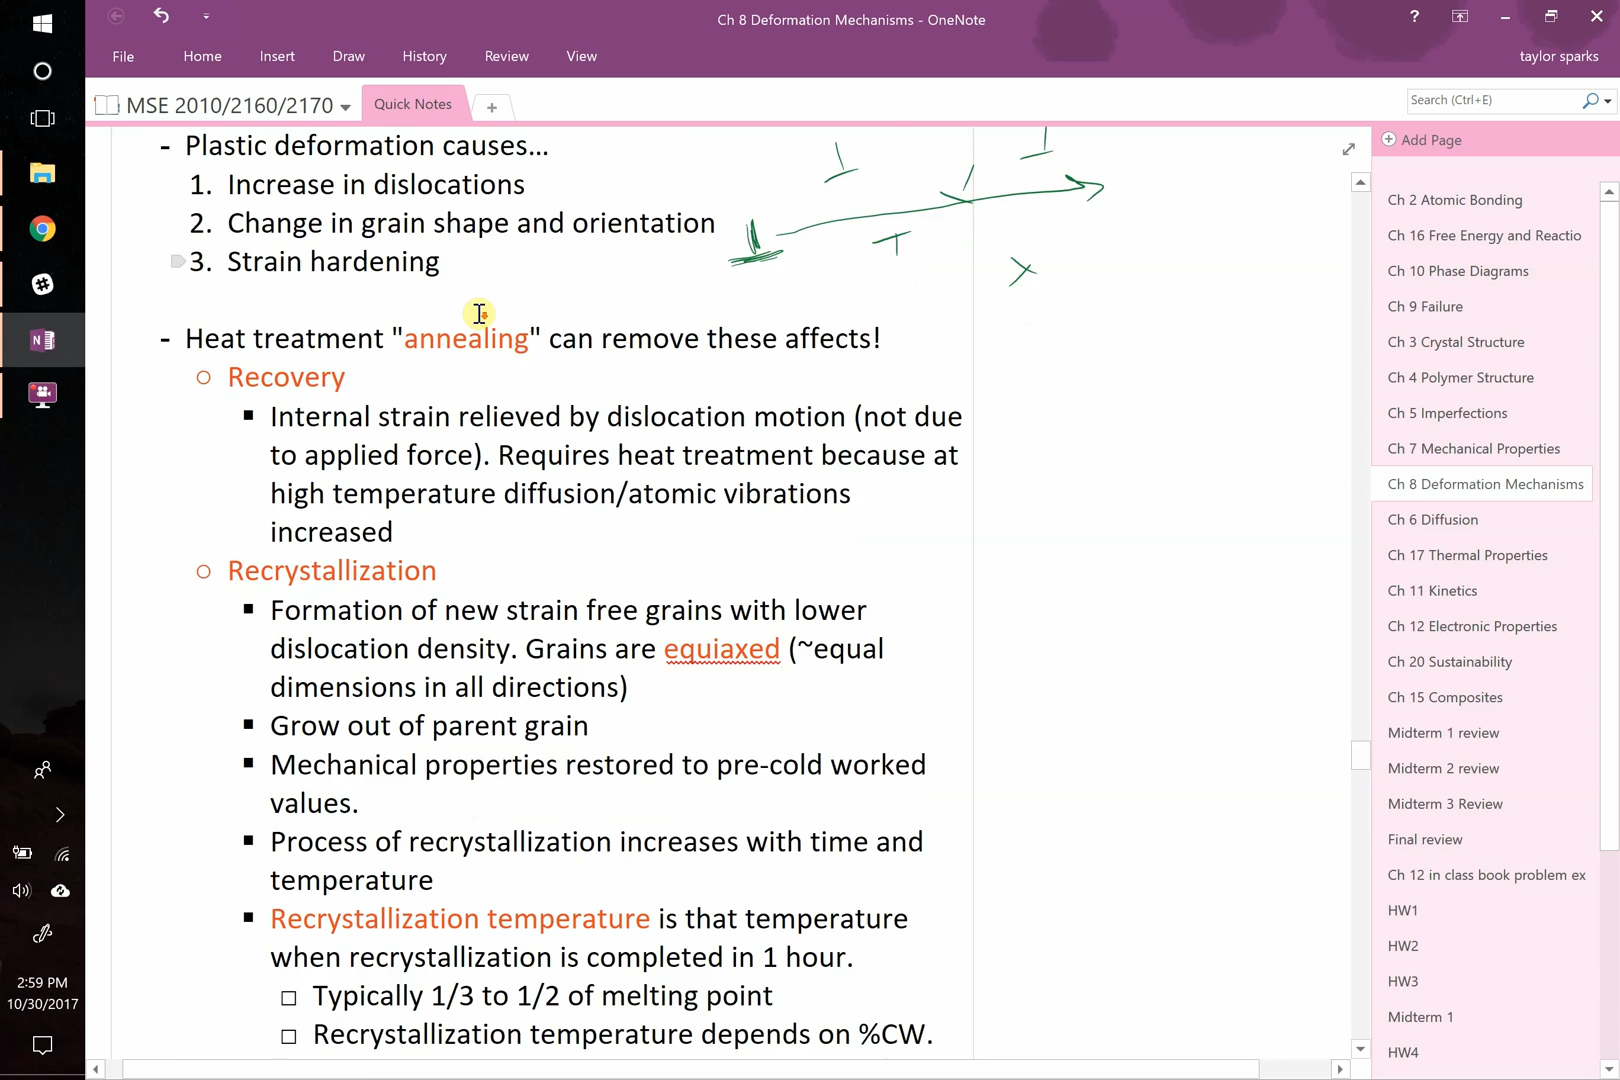 Ch 8 Deformation Mechanisms - OneNote
?
File Home Insert Draw History Review View
taylor sparks
MSE 2010/2160/2170
Quick Notes
+
Search (Ctrl+E)
- Plastic deformation causes...
1. Increase in dislocations
2. Change in grain shape and orientation
3. Strain hardening
- Heat treatment "annealing" can remove these affects!
Recovery
Internal strain relieved by dislocation motion (not due
to applied force). Requires heat treatment because at
high temperature diffusion/atomic vibrations
increased
Recrystallization
Formation of new strain free grains with lower
dislocation density. Grains are equiaxed (~equal
dimensions in all directions)
Grow out of parent grain
Mechanical properties restored to pre-cold worked
values.
Process of recrystallization increases with time and
temperature
Recrystallization temperature is that temperature
when recrystallization is completed in 1 hour.
Typically 1/3 to 1/2 of melting point
Recrystallization temperature depends on %CW.
Add Page
Ch 2 Atomic Bonding
Ch 16 Free Energy and Reactio
Ch 10 Phase Diagrams
Ch 9 Failure
Ch 3 Crystal Structure
Ch 4 Polymer Structure
Ch 5 Imperfections
Ch 7 Mechanical Properties
Ch 8 Deformation Mechanisms
Ch 6 Diffusion
Ch 17 Thermal Properties
Ch 11 Kinetics
Ch 12 Electronic Properties
Ch 20 Sustainability
Ch 15 Composites
Midterm 1 review
Midterm 2 review
Midterm 3 Review
Final review
Ch 12 in class book problem ex
HW1
HW2
HW3
Midterm 1
HW4
2:59 PM
10/30/2017